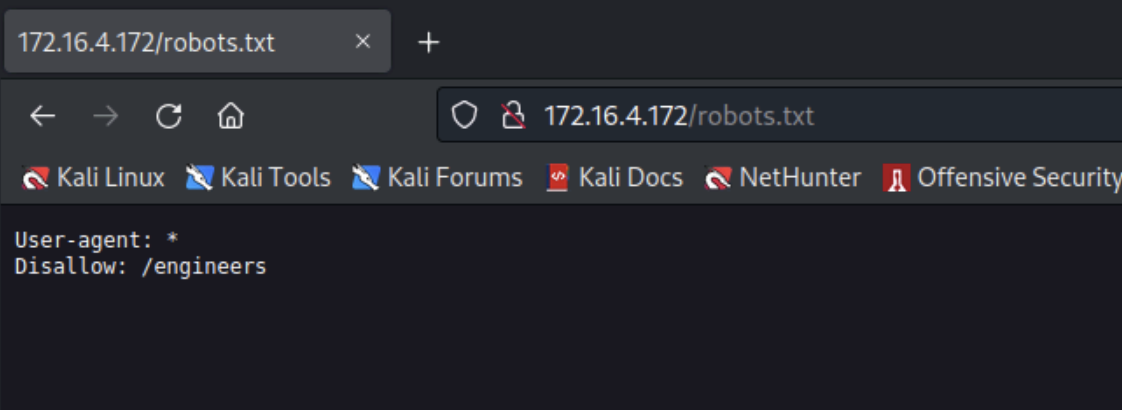 172.16.4.172/robots.txt
172.16.4.172/robots.txt
Kali Linux Kali Tools Kali Forums Kali Docs NetHunter Offensive Security
User-agent: *
Disallow: /engineers